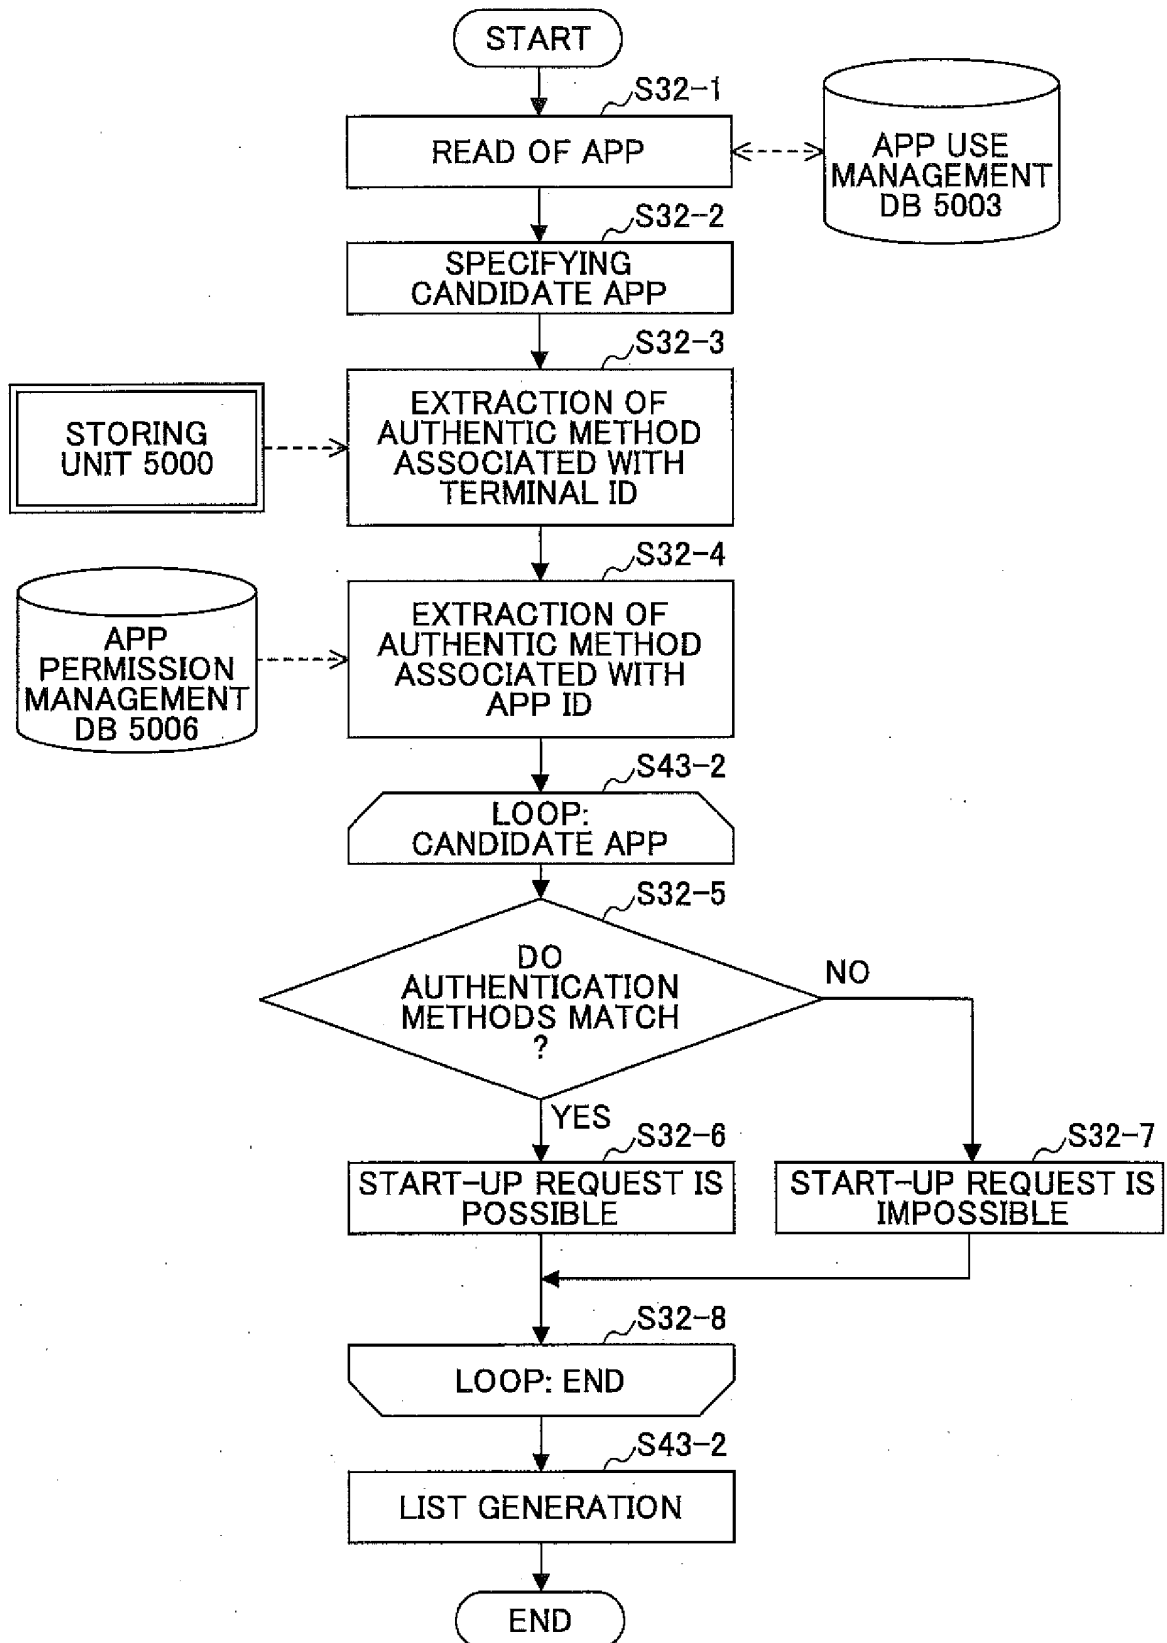 START
S32-1
READ OF APP
APP USE
MANAGEMENT
DB 5003
S32-2
SPECIFYING
CANDIDATE APP
S32-3
STORING
UNIT 5000
EXTRACTION OF
AUTHENTIC METHOD
ASSOCIATED WITH
TERMINAL ID
S32-4
APP
PERMISSION
MANAGEMENT
DB 5006
EXTRACTION OF
AUTHENTIC METHOD
ASSOCIATED WITH
APP ID
S43-2
LOOP:
CANDIDATE APP
S32-5
DO
AUTHENTICATION
METHODS MATCH
?
NO
YES
S32-6
START-UP REQUEST IS
POSSIBLE
S32-7
START-UP REQUEST IS
IMPOSSIBLE
S32-8
LOOP: END
S43-2
LIST GENERATION
END